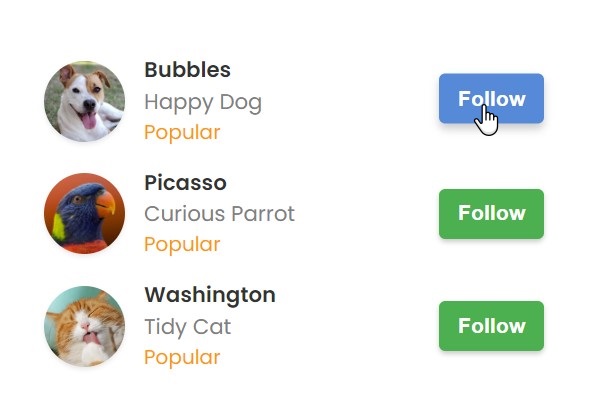 Bubbles
Happy Dog
Popular
Follow
Picasso
Curious Parrot
Popular
Follow
Washington
Tidy Cat
Popular
Follow